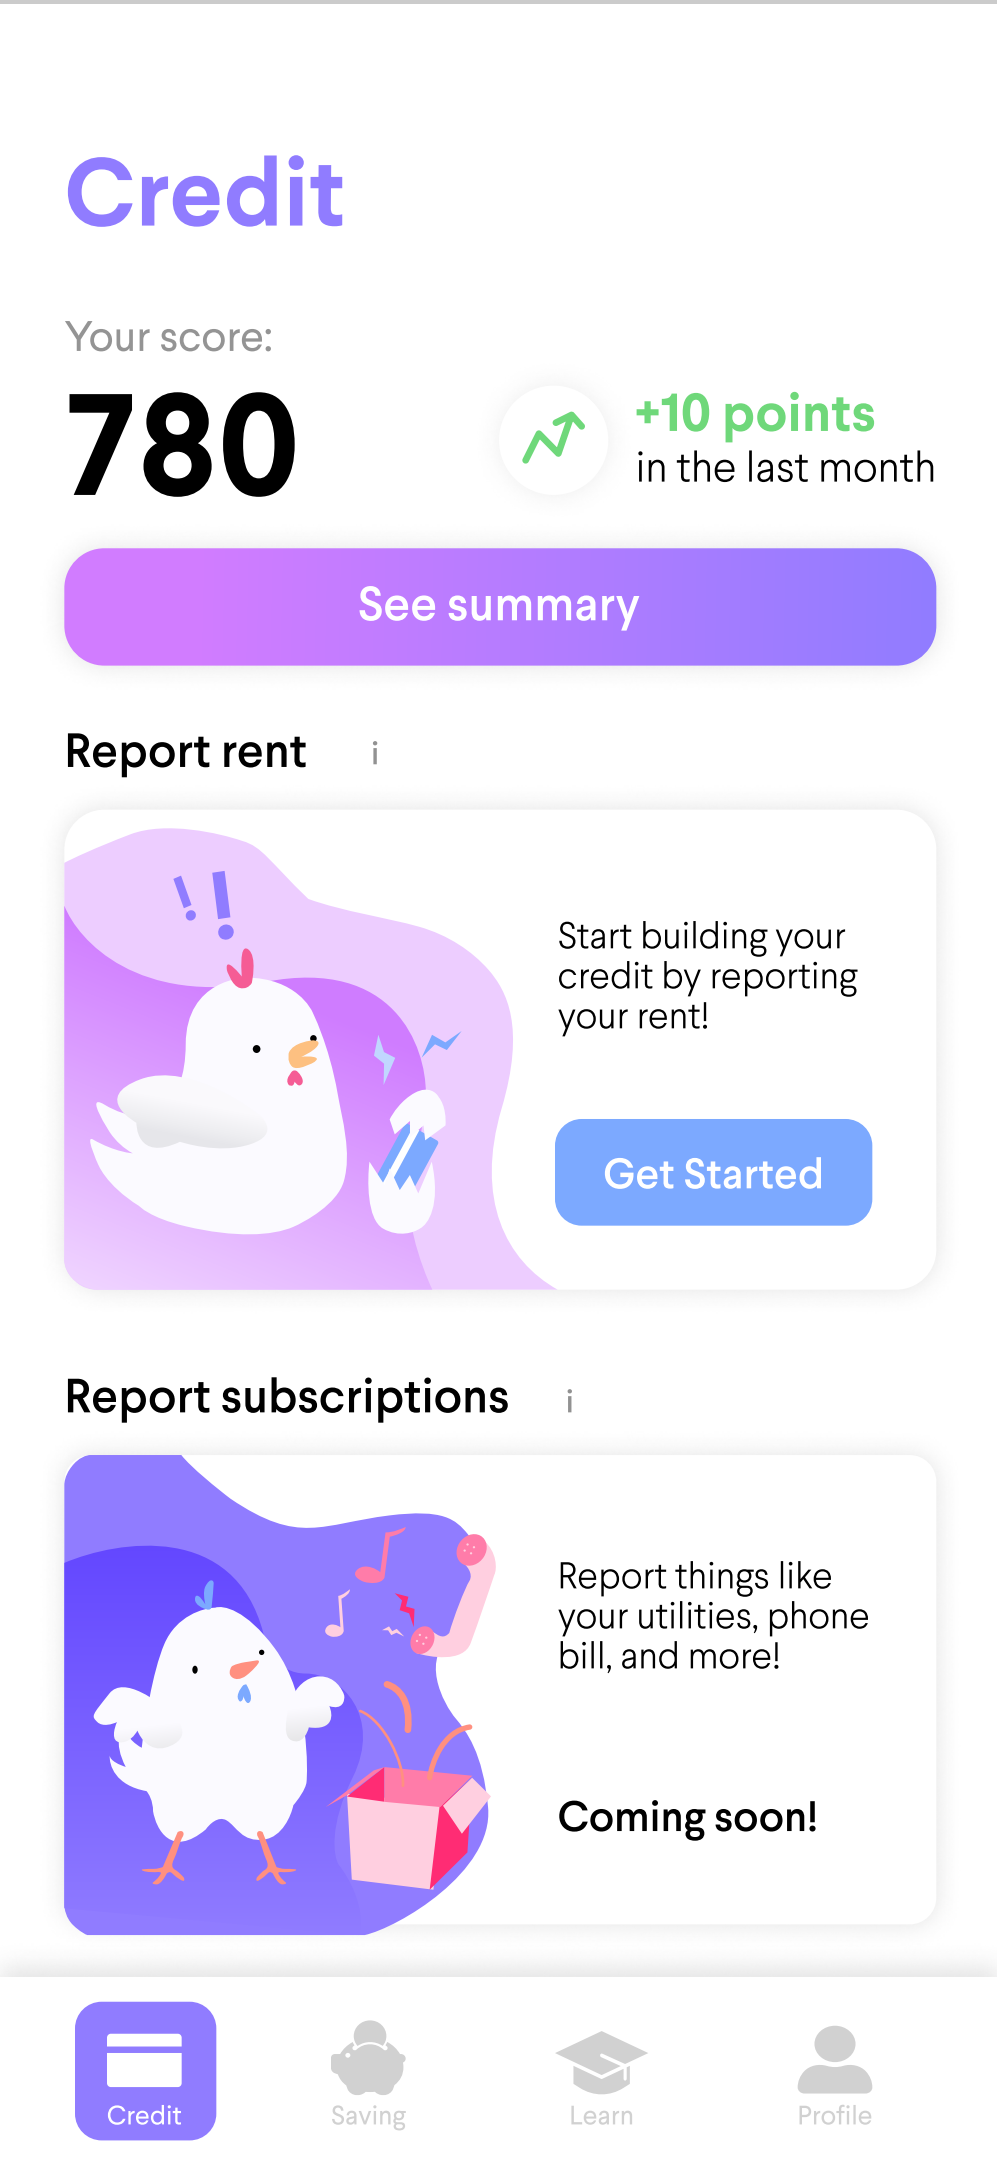 Credit
Your score:
780
+10 points
in the last month
See summary
Report rent i
!!
Start building your
credit by reporting
your rent!
Get Started
Report subscriptions i
Report things like
your utilities, phone
bill, and more!
Coming soon!
Credit Saving Learn Profile